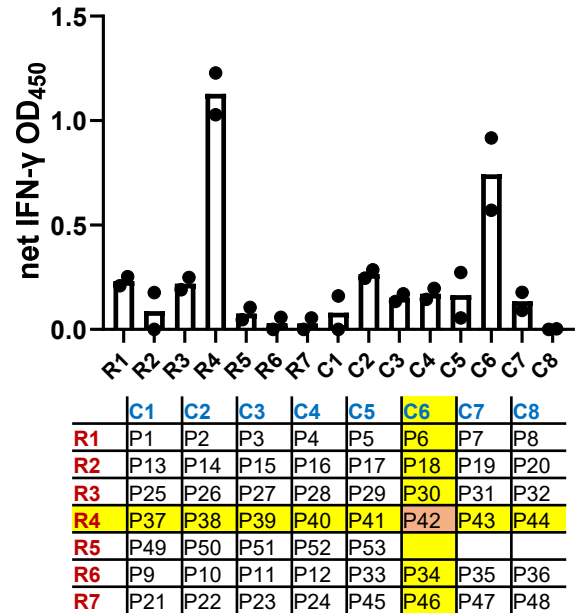 net IFN-γ OD450
1.5
1.0
0.5
0.0
R1 R2 R3 R4 R5 R6 R7 C1 C2 C3 C4 C5 C6 C7 C8
C1 C2 C3 C4 C5 C6 C7 C8
R1 P1 P2 P3 P4 P5 P6 P7 P8
R2 P13 P14 P15 P16 P17 P18 P19 P20
R3 P25 P26 P27 P28 P29 P30 P31 P32
R4 P37 P38 P39 P40 P41 P42 P43 P44
R5 P49 P50 P51 P52 P53
R6 P9 P10 P11 P12 P33 P34 P35 P36
R7 P21 P22 P23 P24 P45 P46 P47 P48